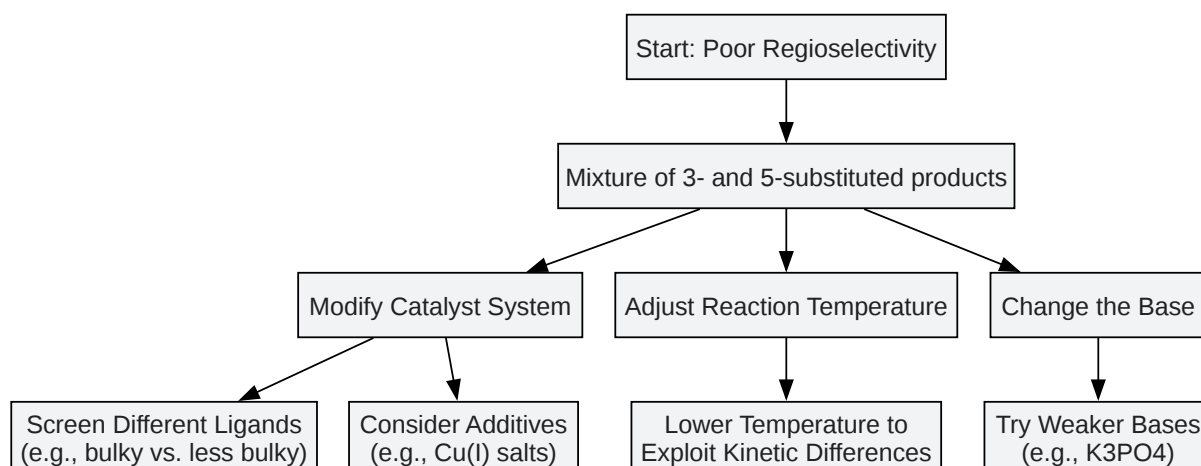 Start: Poor Regioselectivity
Mixture of 3- and 5-substituted products
Modify Catalyst System
Adjust Reaction Temperature
Change the Base
Screen Different Ligands
(e.g., bulky vs. less bulky)
Consider Additives
(e.g., Cu(I) salts)
Lower Temperature to
Exploit Kinetic Differences
Try Weaker Bases
(e.g., K3PO4)